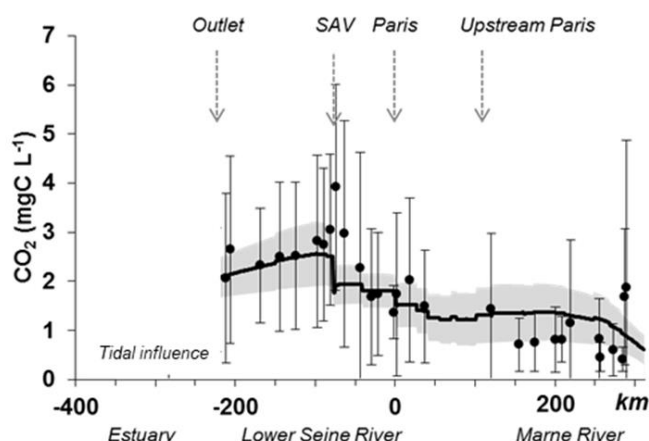 Outlet SAV Paris Upstream Paris
7
6
5
4
3
2
1
0
CO₂ (mgC L⁻¹)
Tidal influence
-400 -200 0 200 km
Estuary Lower Seine River Marne River